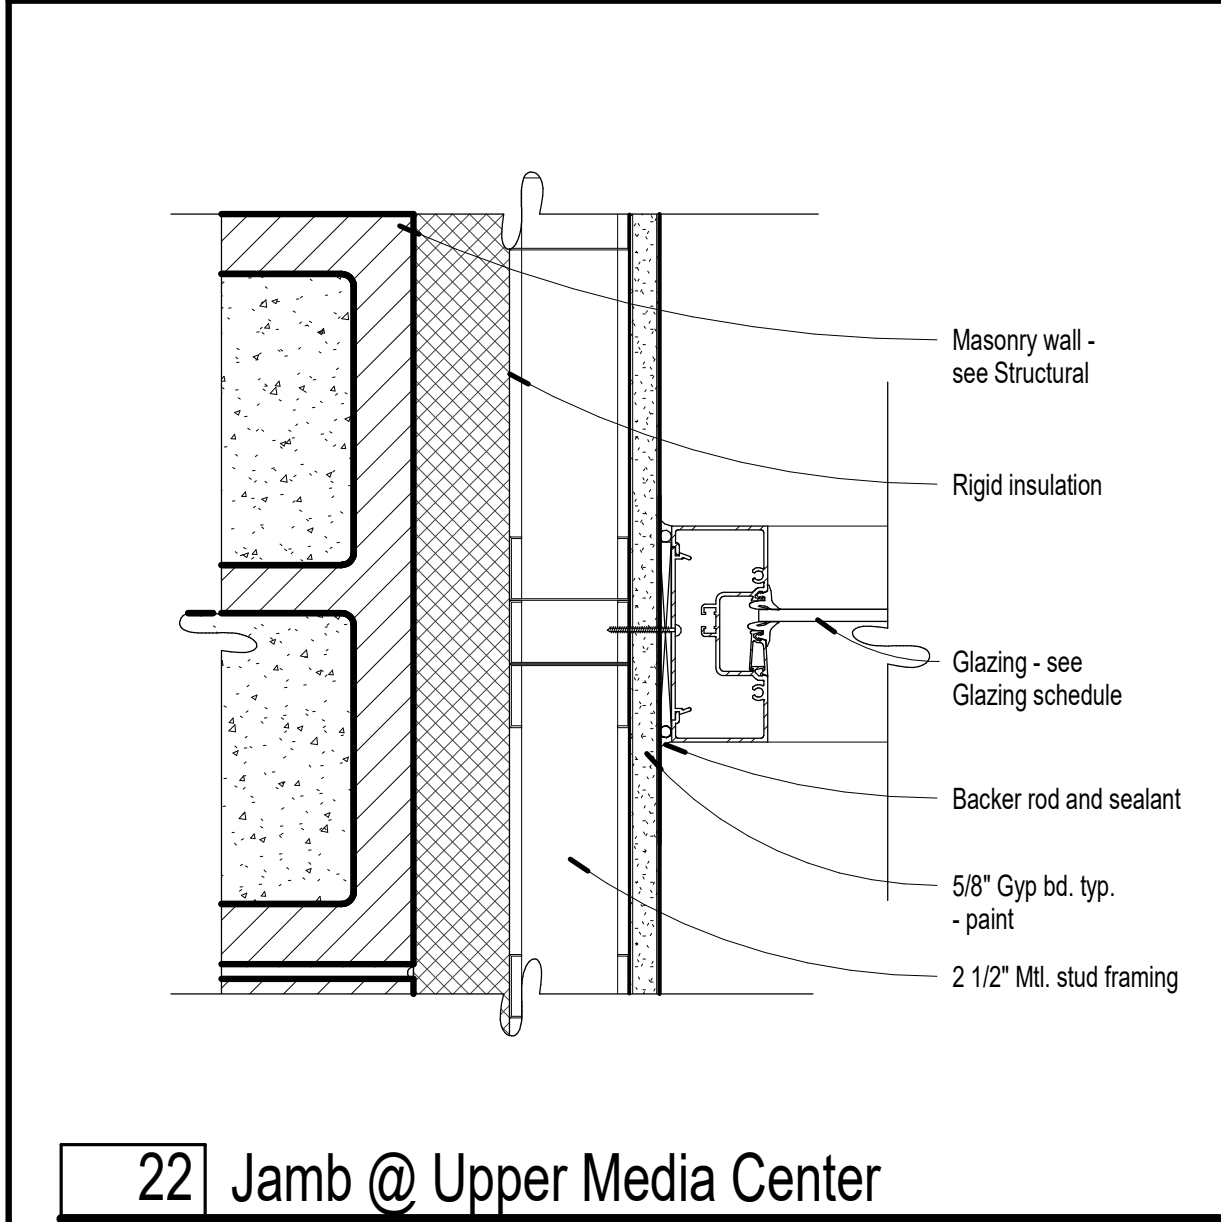 Masonry wall -
see Structural
Rigid insulation
Glazing - see
Glazing schedule
Backer rod and sealant
5/8" Gyp bd. typ.
- paint
2 1/2" Mtl. stud framing
22 Jamb @ Upper Media Center